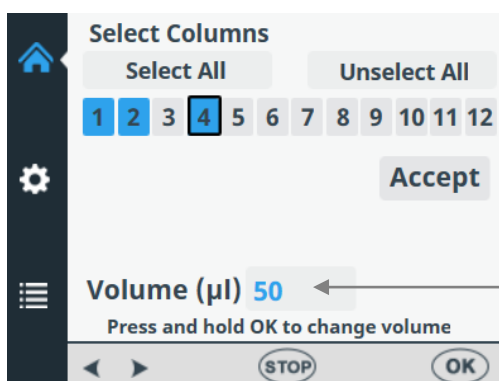 Select Columns
Select All Unselect All
1 2 3 4 5 6 7 8 9 10 11 12
Accept
Volume (µl) 50
Press and hold OK to change volume
STOP OK